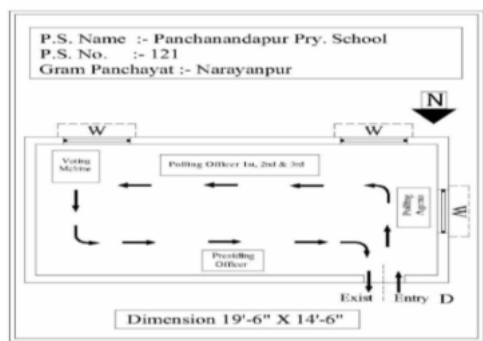 P.S. Name :- Panchanandapur Pry. School
P.S. No. :- 121
Gram Panchayat :- Narayanpur
N
W
W
Voting
Polling Officer 1st, 2nd & 3rd
Polling
Agents
W
Presiding
Officer
Exist Entry D
Dimension 19'-6" X 14'-6"